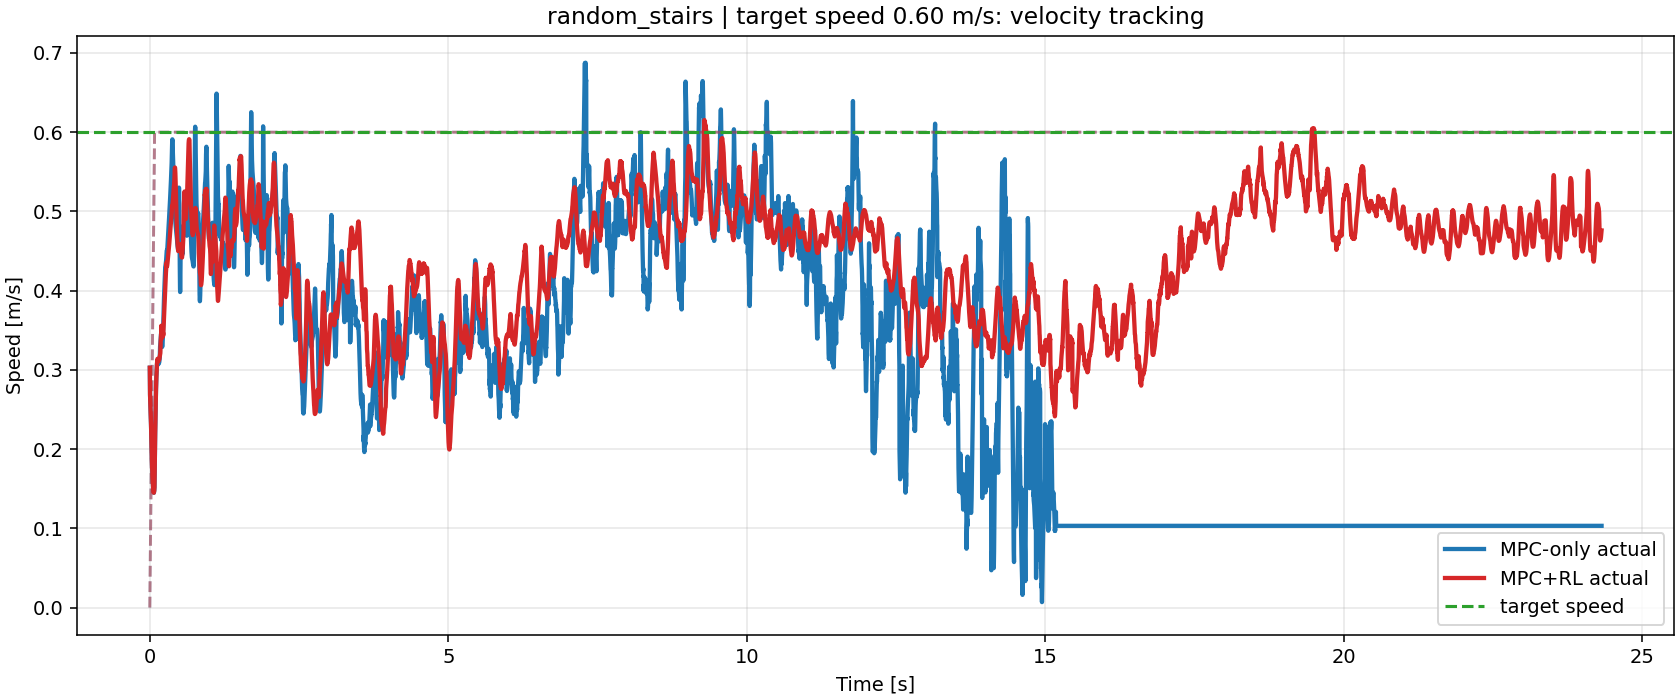 random_stairs | target speed 0.60 m/s: velocity tracking
Speed [m/s]
0.7
0.6
0.5
0.4
0.3
0.2
0.1
0.0
MPC-only actual
MPC+RL actual
target speed
0
5
10
15
20
25
Time [s]